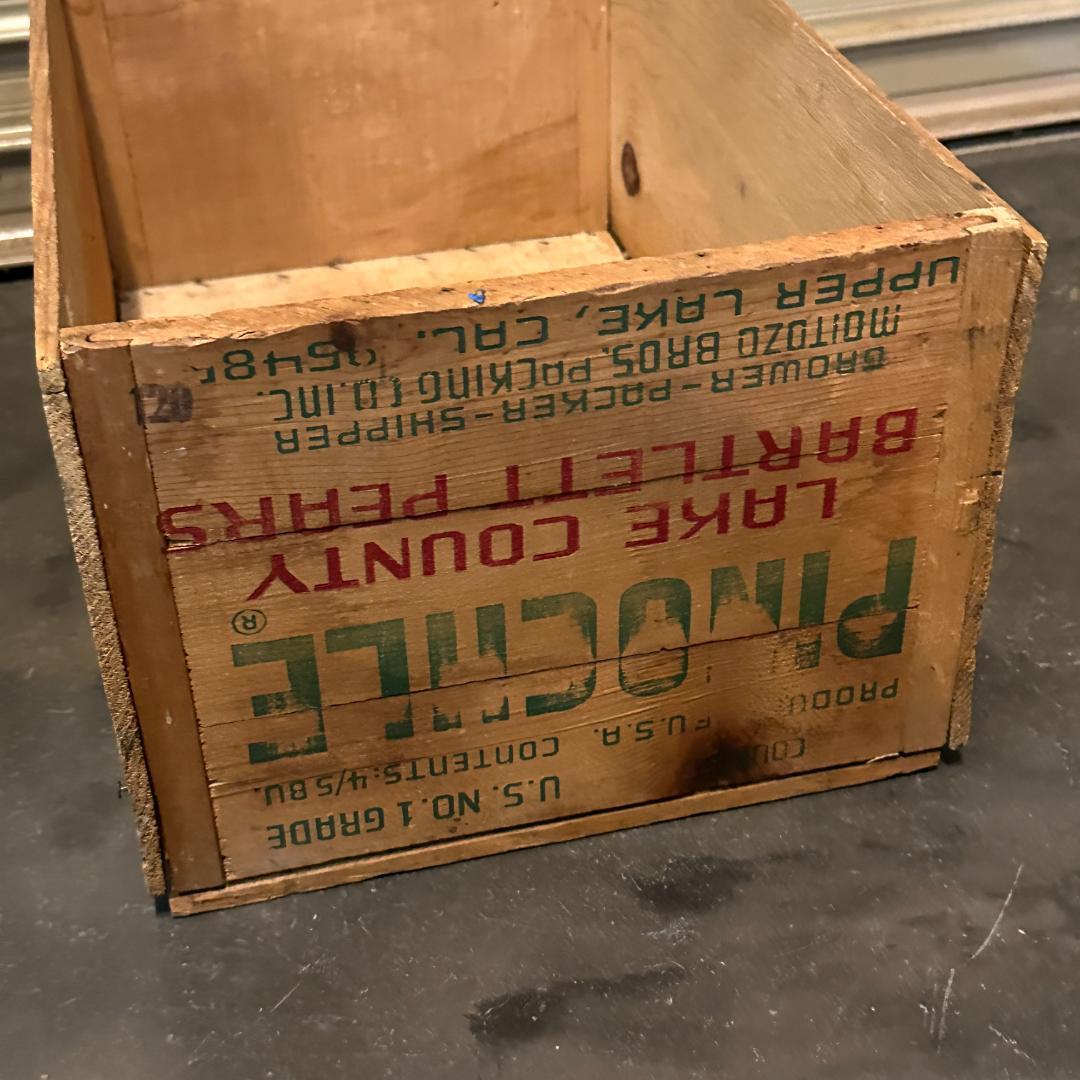 U.S. NO. 1 GRADE
U.S.A. CONTENTS: 4/5 BU.
PINOCHLE ®
LAKE COUNTY
BARTLETT PEARS
GROWER-PACKER-SHIPPER
MOITOZO BROS. PACKING CO. INC.
UPPER LAKE, CAL. 95485